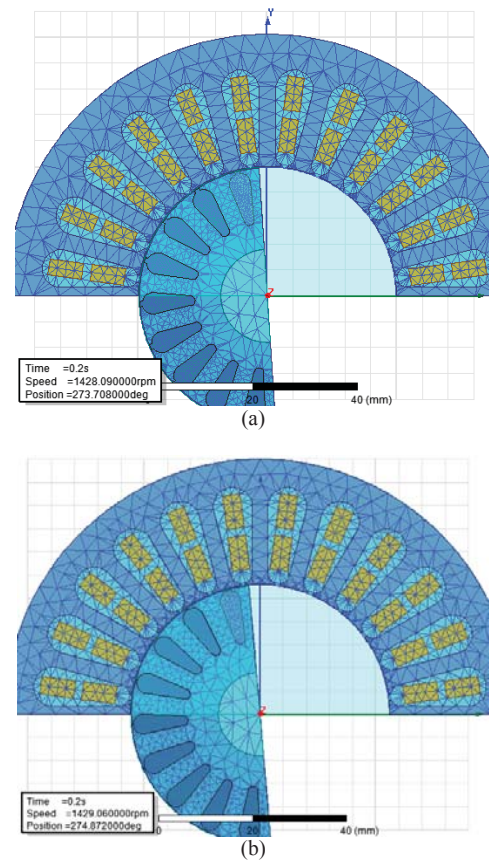 Y
Z
Time =0.2s
Speed =1428.090000rpm
Position =273.708000deg
20 40 (mm)
(a)
Z
Time =0.2s
Speed =1429.060000rpm
Position =274.872000deg
0 20 40 (mm)
(b)